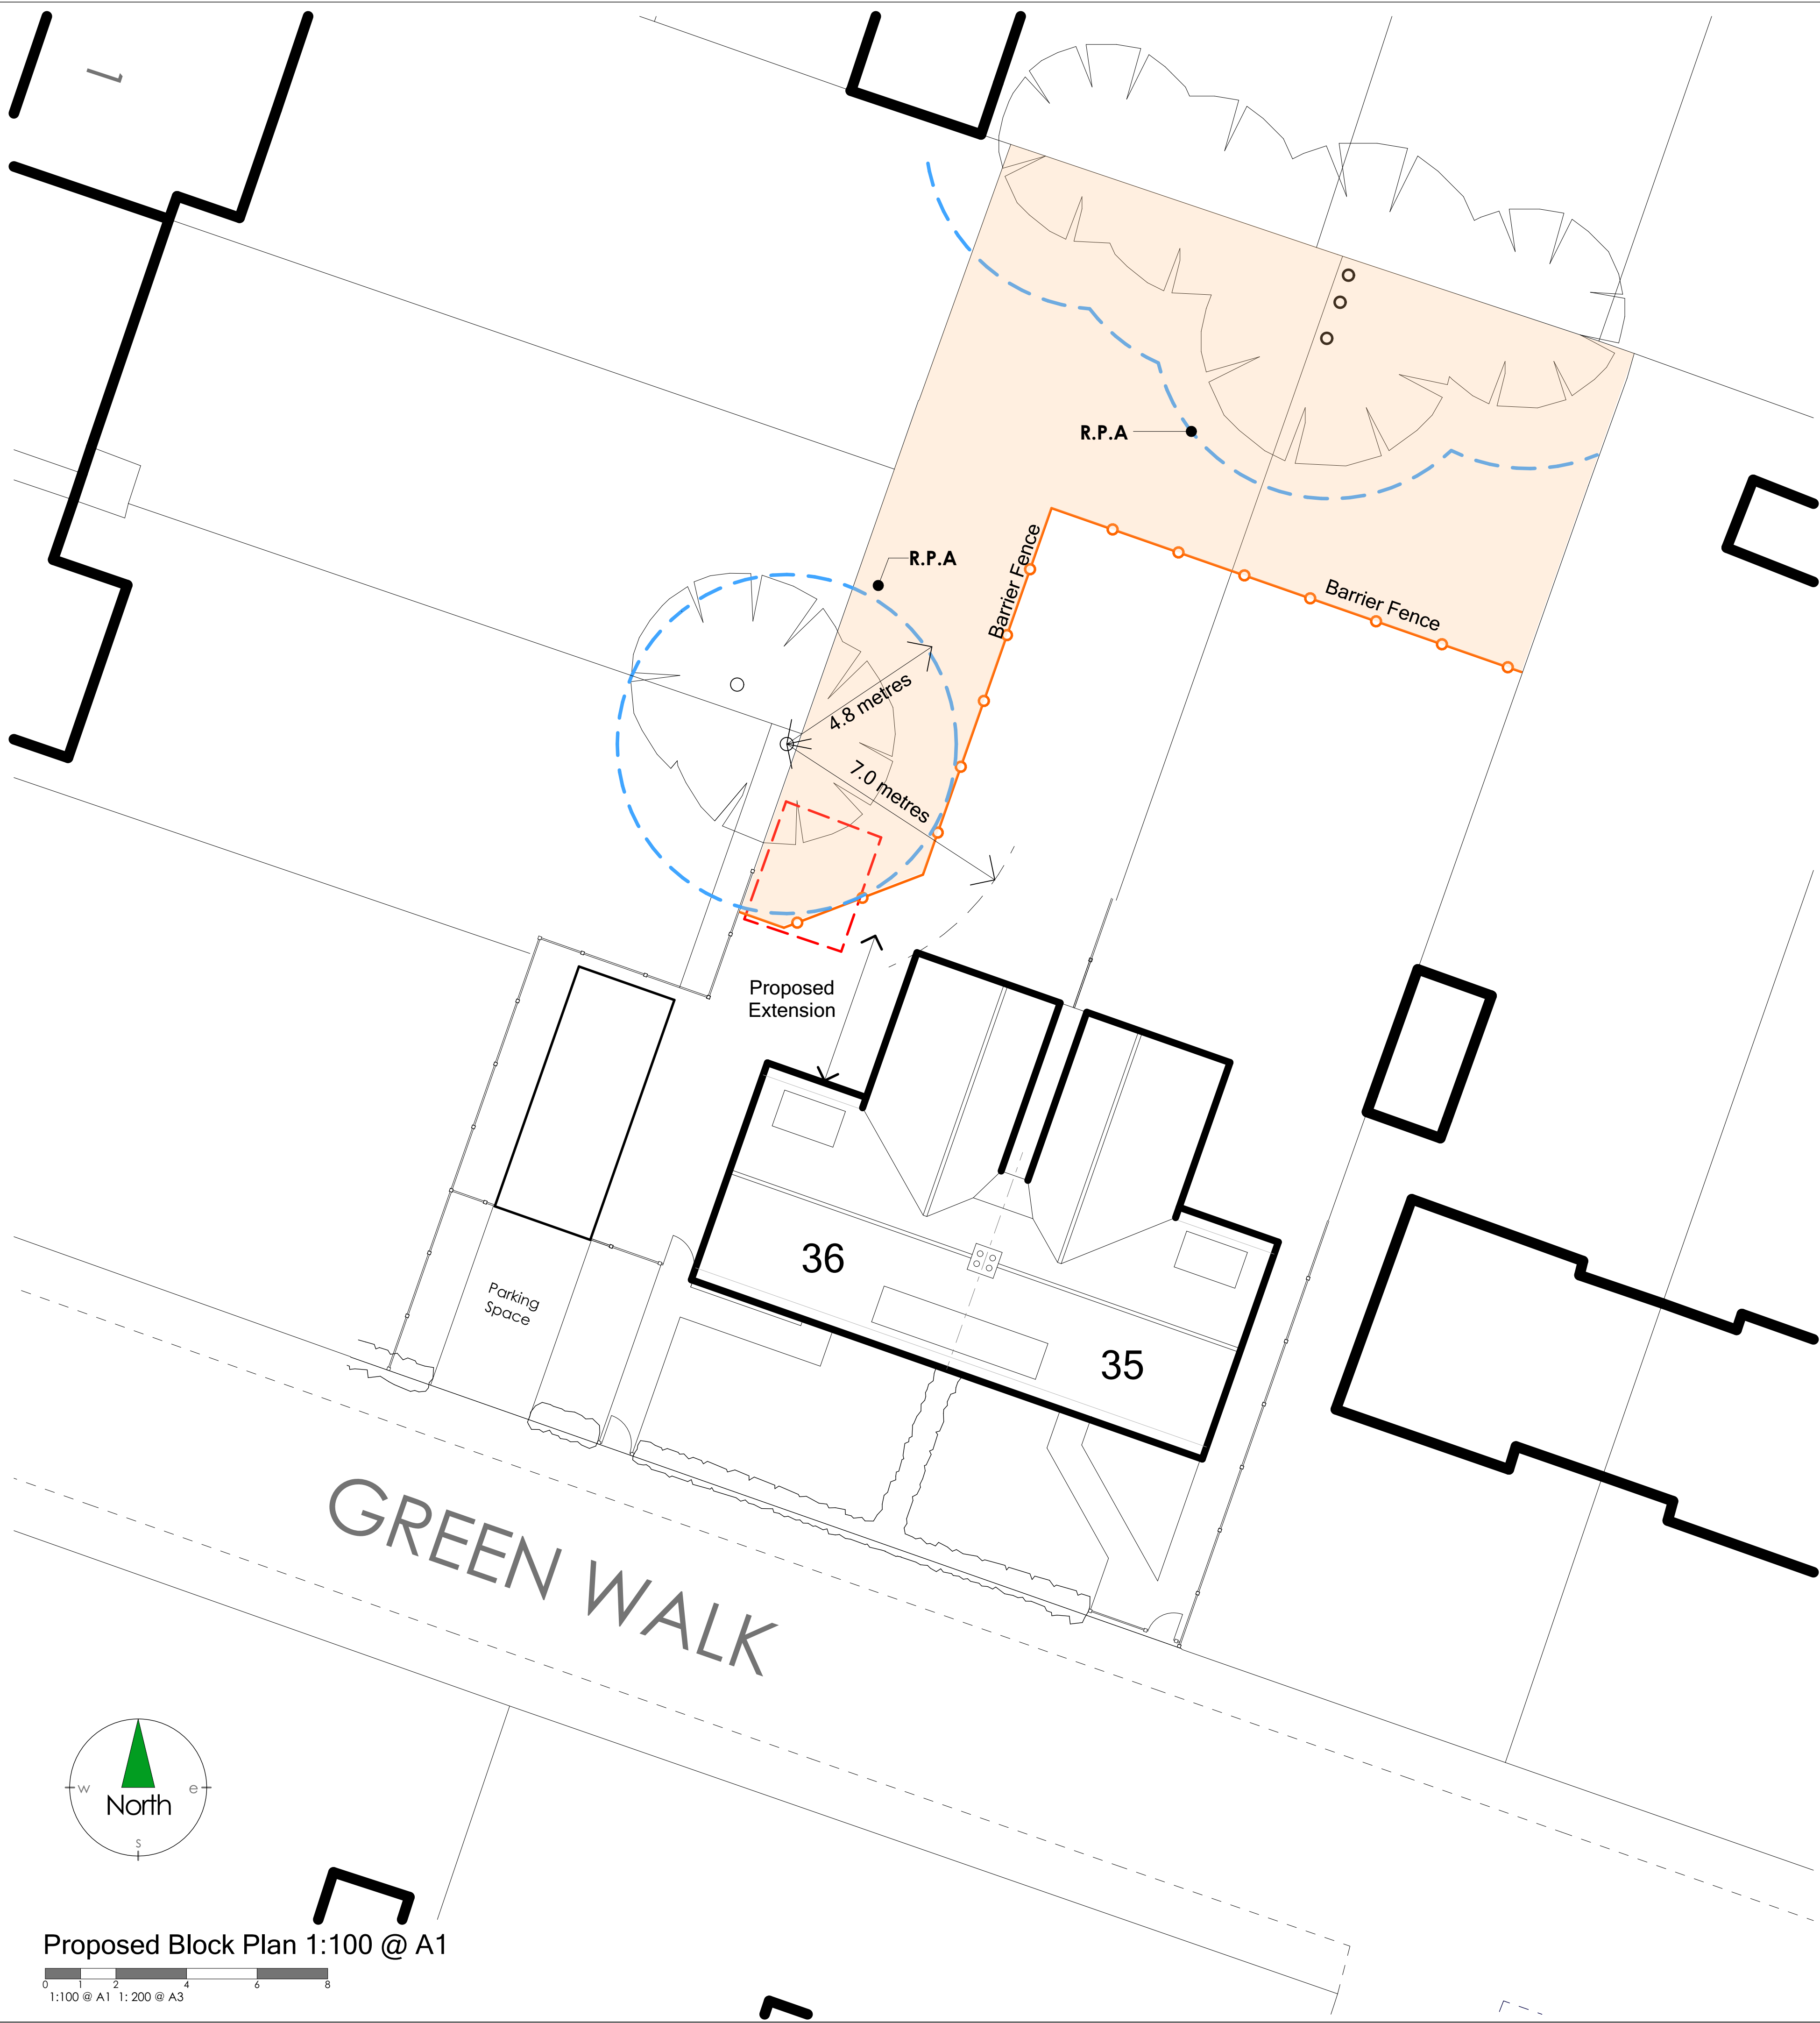 1
R.P.A
R.P.A
Barrier Fence
Barrier Fence
4.8 metres
7.0 metres
Proposed
Extension
36
35
Parking
Space
GREEN WALK
w
e
North
s
Proposed Block Plan 1:100 @ A1
0 1 2 4 6 8
1:100 @ A1 1: 200 @ A3